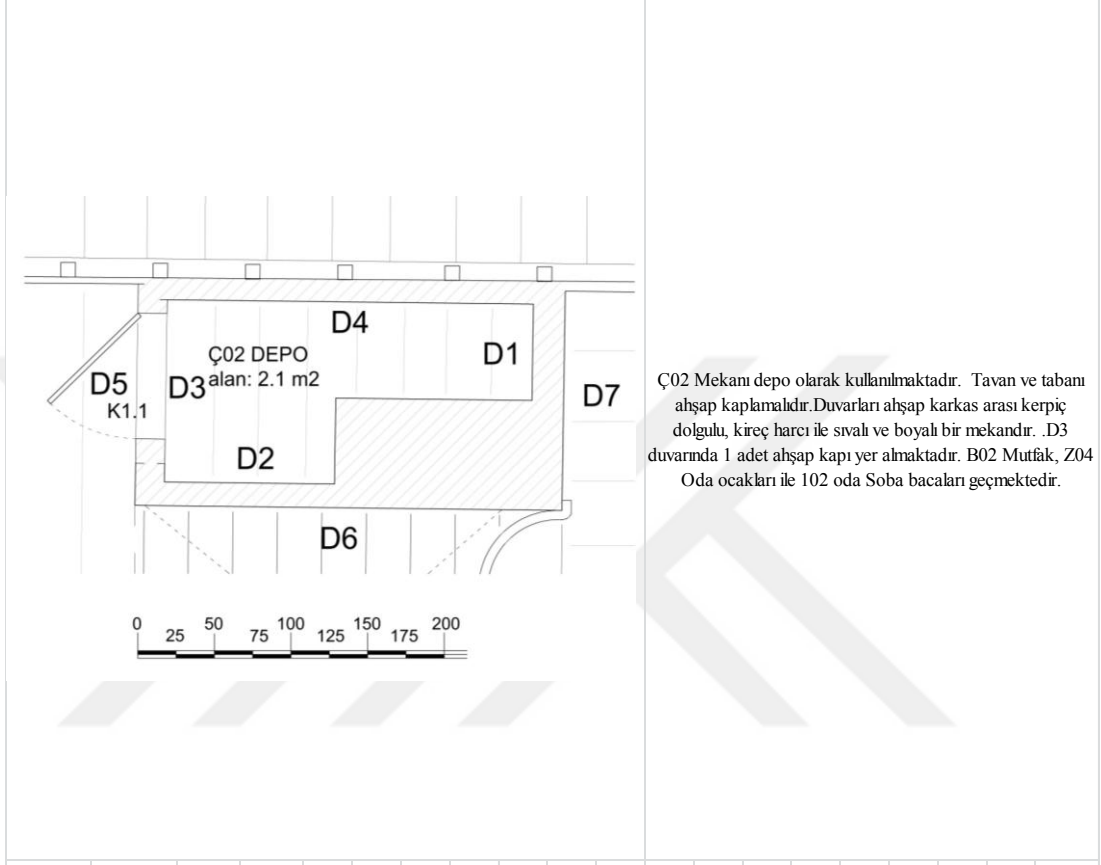 D4
D1
Ç02 DEPO
alan: 2.1 m2
D5
D3
D7
K1.1
D2
D6
0 50 100 150 200
25 75 125 175
Ç02 Mekanı depo olarak kullanılmaktadır. Tavan ve tabanı
ahşap kaplamalıdır.Duvarları ahşap karkas arası kerpiç
dolgulu, kireç harcı ile sıvalı ve boyalı bir mekandır. .D3
duvarında 1 adet ahşap kapı yer almaktadır. B02 Mutfak, Z04
Oda ocakları ile 102 oda Soba bacaları geçmektedir.